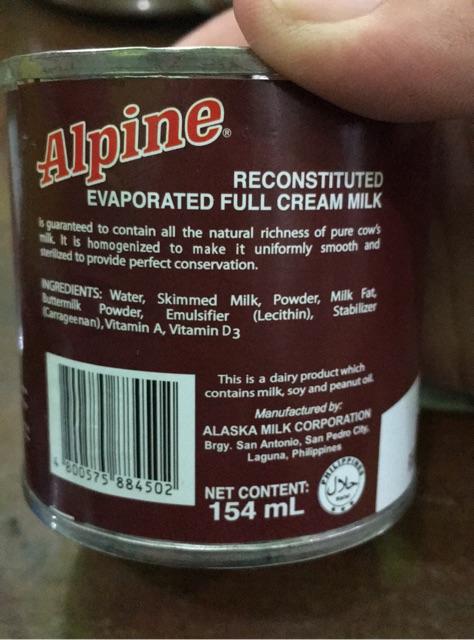 Alpine®
RECONSTITUTED
EVAPORATED FULL CREAM MILK
is guaranteed to contain all the natural richness of pure cow's
milk. It is homogenized to make it uniformly smooth and
sterilized to provide perfect conservation.
INGREDIENTS: Water, Skimmed Milk, Powder, Milk Fat,
Buttermilk Powder, Emulsifier (Lecithin), Stabilizer
(Carrageenan), Vitamin A, Vitamin D3
This is a dairy product which
contains milk, soy and peanut oil.
Manufactured by:
ALASKA MILK CORPORATION
Brgy. San Antonio, San Pedro City,
Laguna, Philippines
4 800575 884502
NET CONTENT:
154 mL
PHILIPPINES
حلال
Halal